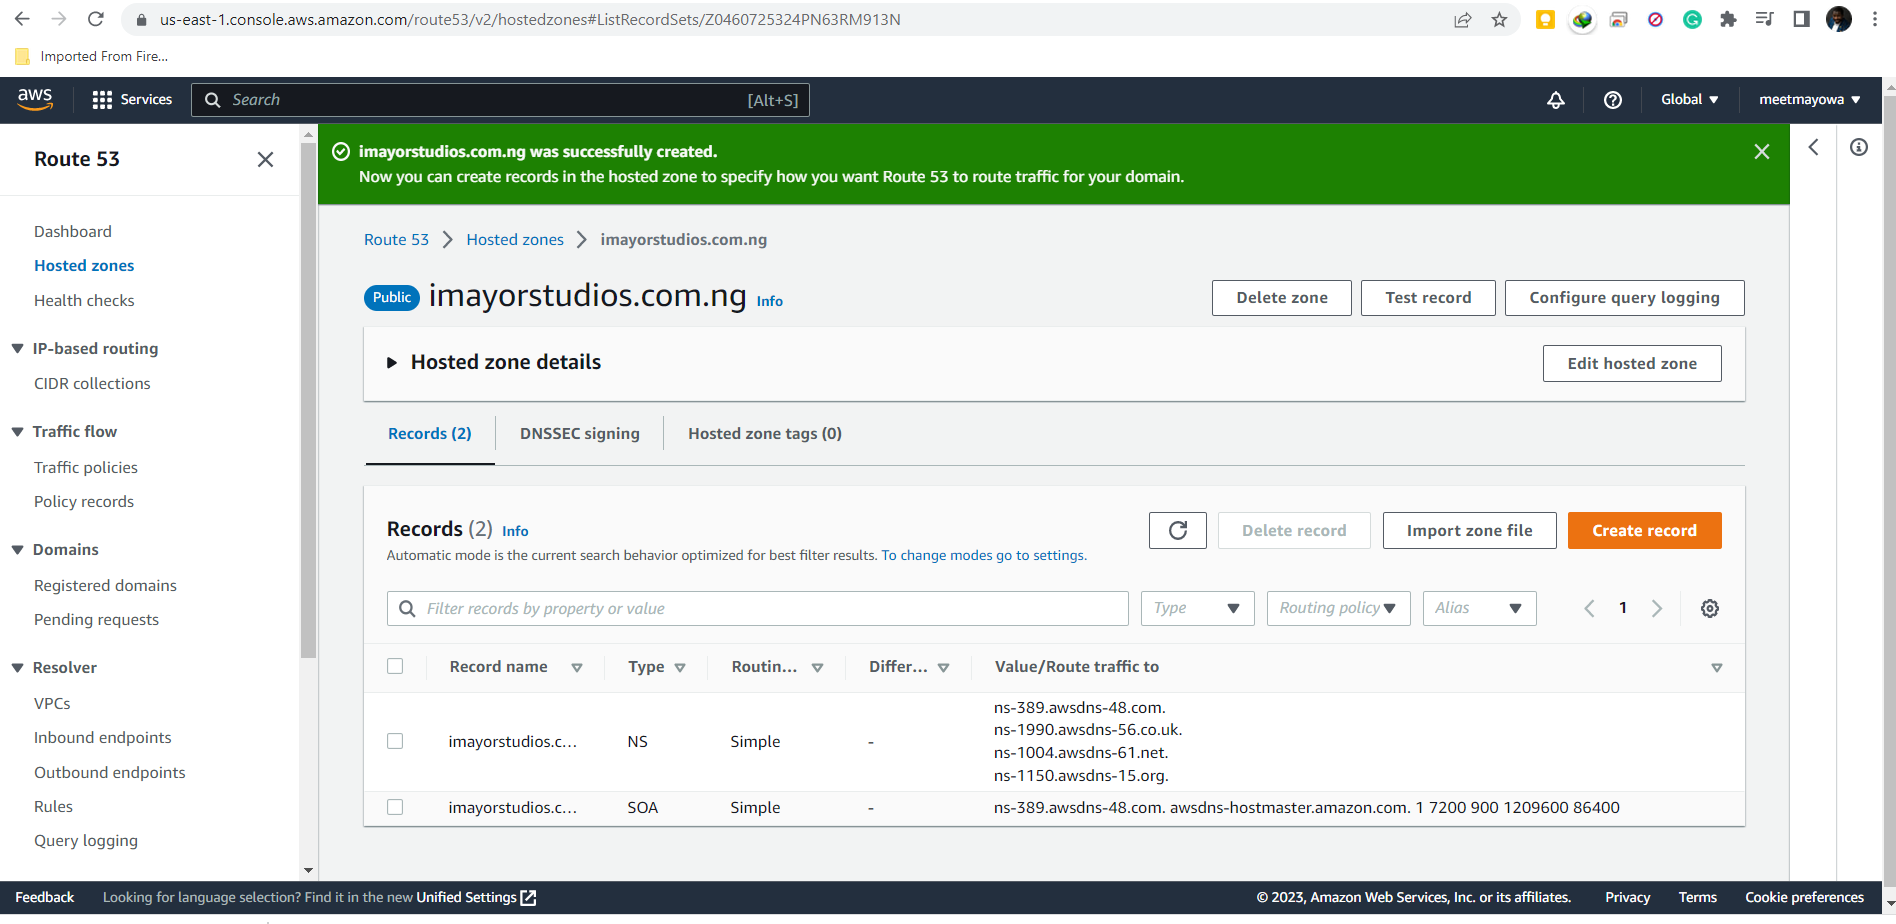 us-east-1.console.aws.amazon.com/route53/v2/hostedzones#ListRecordSets/Z0460725324PN63RM913N
Imported From Fire...
aws
Services
Search
[Alt+S]
Global
meetmayowa
Route 53
imayorstudios.com.ng was successfully created.
Now you can create records in the hosted zone to specify how you want Route 53 to route traffic for your domain.
Dashboard
Hosted zones
Health checks
IP-based routing
CIDR collections
Traffic flow
Traffic policies
Policy records
Domains
Registered domains
Pending requests
Resolver
VPCs
Inbound endpoints
Outbound endpoints
Rules
Query logging
Route 53 > Hosted zones > imayorstudios.com.ng
Public imayorstudios.com.ng Info
Delete zone
Test record
Configure query logging
Hosted zone details
Edit hosted zone
Records (2)
DNSSEC signing
Hosted zone tags (0)
Records (2) Info
Automatic mode is the current search behavior optimized for best filter results. To change modes go to settings.
Delete record
Import zone file
Create record
Filter records by property or value
Type
Routing policy
Alias
1
Record name
Type
Routin...
Differ...
Value/Route traffic to
imayorstudios.c...
NS
Simple
-
ns-389.awsdns-48.com.
ns-1990.awsdns-56.co.uk.
ns-1004.awsdns-61.net.
ns-1150.awsdns-15.org.
imayorstudios.c...
SOA
Simple
-
ns-389.awsdns-48.com. awsdns-hostmaster.amazon.com. 1 7200 900 1209600 86400
Feedback
Looking for language selection? Find it in the new Unified Settings
© 2023, Amazon Web Services, Inc. or its affiliates.
Privacy
Terms
Cookie preferences